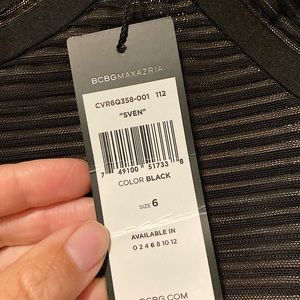 BCBGMAXAZRIA
CVR6Q358-001 112
"SVEN"
7 49100 51733 8
COLOR BLACK
SIZE 6
AVAILABLE IN
0 2 4 6 8 10 12
BCBG.COM